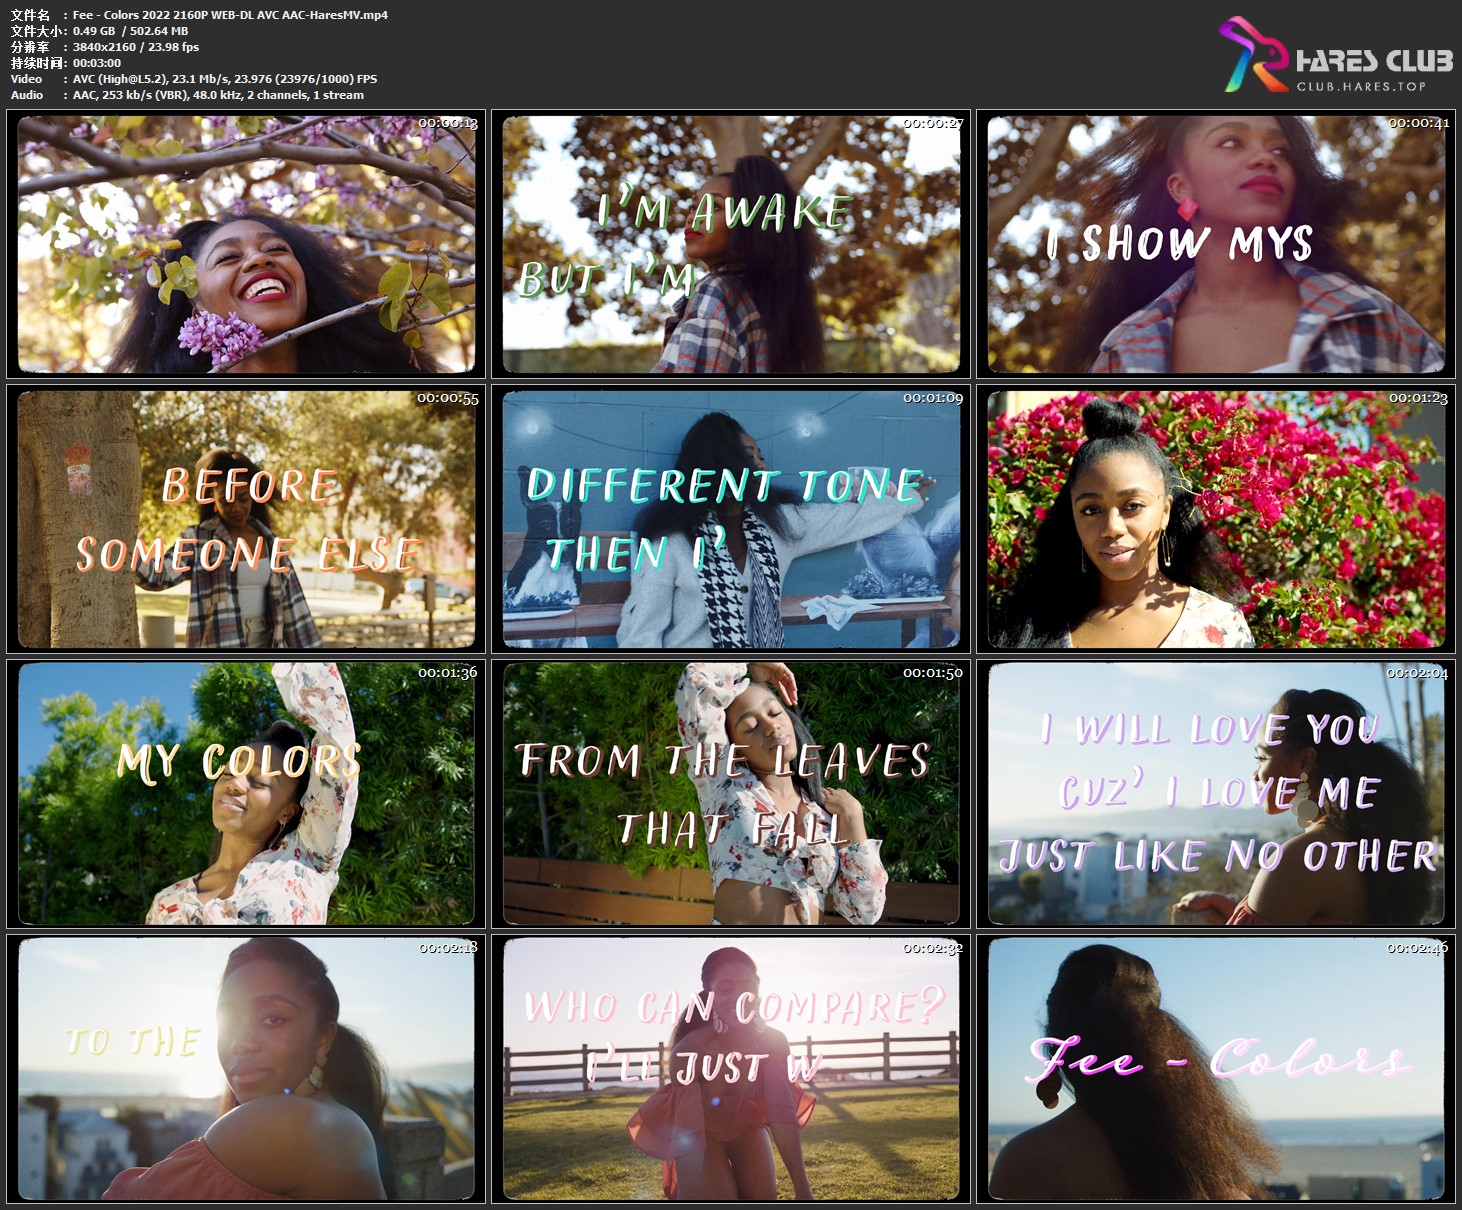 文件名 : Fee - Colors 2022 2160P WEB-DL AVC AAC-HaresMV.mp4
文件大小: 0.49 GB / 502.64 MB
分辨率 : 3840x2160 / 23.98 fps
持续时间: 00:03:00
Video : AVC (High@L5.2), 23.1 Mb/s, 23.976 (23976/1000) FPS
Audio : AAC, 253 kb/s (VBR), 48.0 kHz, 2 channels, 1 stream
HARES CLUB
CLUB.HARES.TOP
00:00:13
00:00:27
I'M AWAKE
BUT I'M
00:00:41
I SHOW MYS
00:00:55
BEFORE
SOMEONE ELSE
00:01:09
DIFFERENT TONE
THEN I'
00:01:23
00:01:36
MY COLORS
00:01:50
FROM THE LEAVES
THAT FALL
00:02:04
I WILL LOVE YOU
CUZ' I LOVE ME
JUST LIKE NO OTHER
00:02:18
TO THE
00:02:32
WHO CAN COMPARE?
I'LL JUST W
00:02:46
Fee - Colors